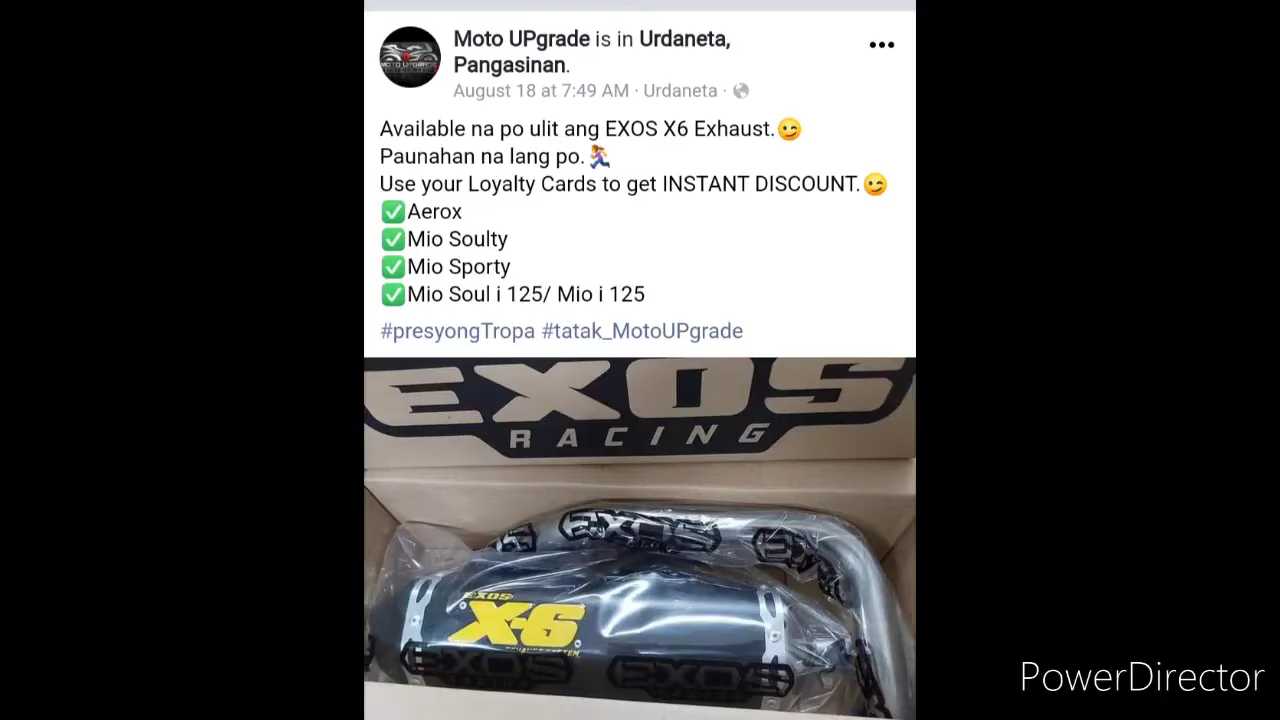 Moto UPgrade is in Urdaneta,
Pangasinan.
August 18 at 7:49 AM · Urdaneta ·
Available na po ulit ang EXOS X6 Exhaust.😉
Paunahan na lang po.🏃‍♀️
Use your Loyalty Cards to get INSTANT DISCOUNT.😉
✅Aerox
✅Mio Soulty
✅Mio Sporty
✅Mio Soul i 125/ Mio i 125
#presyongTropa #tatak_MotoUPgrade
EXOS
RACING
EXOS
EXOS
EXOS
X-6
EXOS
EXOS
PowerDirector